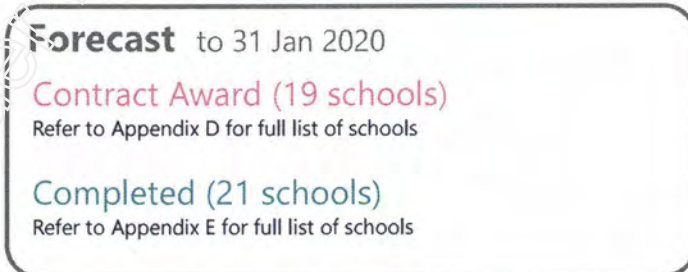 Forecast to 31 Jan 2020
Contract Award (19 schools)
Refer to Appendix D for full list of schools
Completed (21 schools)
Refer to Appendix E for full list of schools